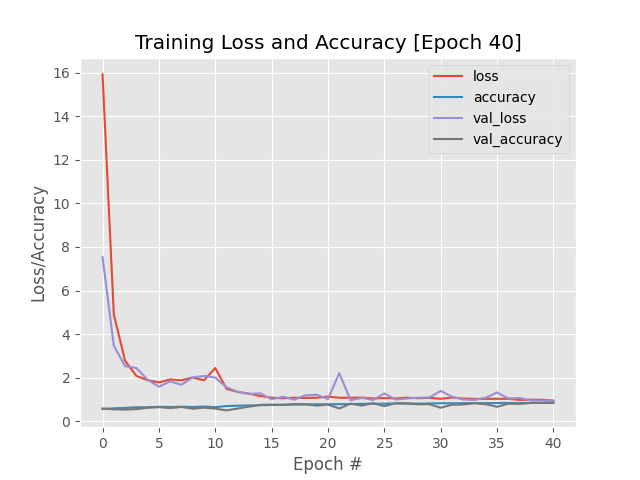 Training Loss and Accuracy [Epoch 40]
loss
accuracy
val_loss
val_accuracy
Loss/Accuracy
16
14
12
10
8
6
4
2
0
0 5 10 15 20 25 30 35 40
Epoch #